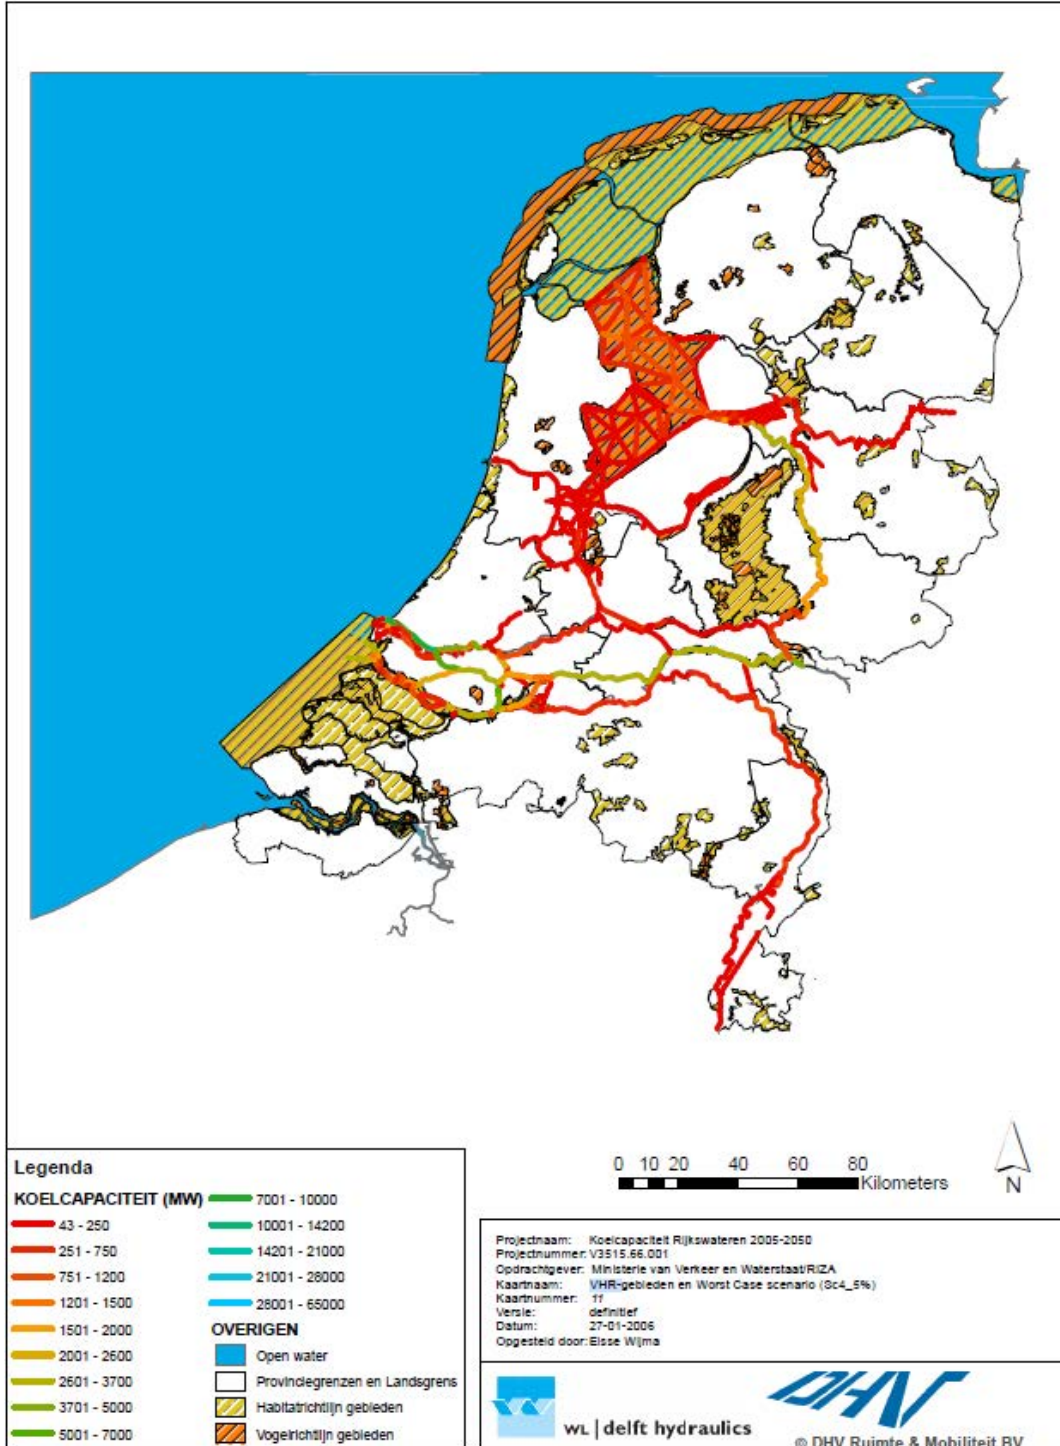 0 10 20 40 60 80
Kilometers
N
Legenda
KOELCAPACITEIT (MW)
43 - 250
251 - 750
751 - 1200
1201 - 1500
1501 - 2000
2001 - 2600
2601 - 3700
3701 - 5000
5001 - 7000
7001 - 10000
10001 - 14200
14201 - 21000
21001 - 28000
28001 - 65000
OVERIGEN
Open water
Provinciegrenzen en Landsgrens
Habitatrichtlijn gebieden
Vogelrichtlijn gebieden
Projectnaam: Koelcapaciteit Rijkswateren 2005-2050
Projectnummer: V3515.66.001
Opdrachtgever: Ministerie van Verkeer en Waterstaat/RIZA
Kaartnaam: VHR-gebieden en Worst Case scenario (Sc4_5%)
Kaartnummer: 11
Versie: definitief
Datum: 27-01-2006
Opgesteld door: Elsse Wijma
WL | delft hydraulics
DHV
© DHV Ruimte & Mobiliteit BV